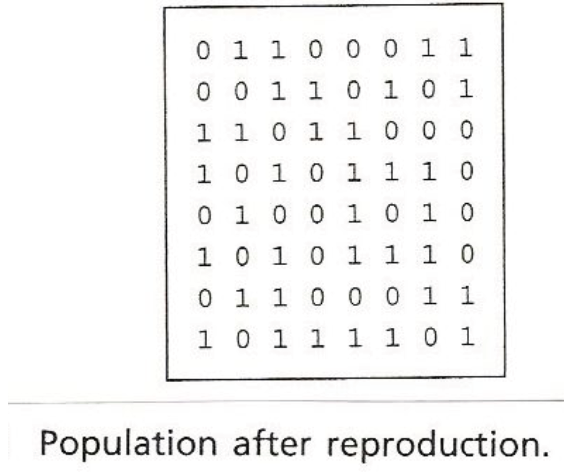 0 1 1 0 0 0 1 1
0 0 1 1 0 1 0 1
1 1 0 1 1 0 0 0
1 0 1 0 1 1 1 0
0 1 0 0 1 0 1 0
1 0 1 0 1 1 1 0
0 1 1 0 0 0 1 1
1 0 1 1 1 1 0 1
Population after reproduction.